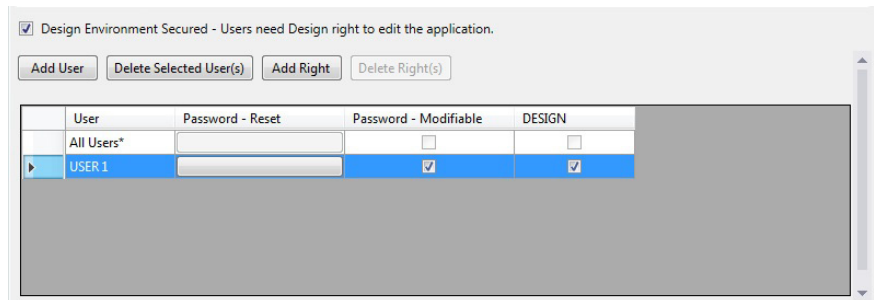 Design Environment Secured - Users need Design right to edit the application.
Add User Delete Selected User(s) Add Right Delete Right(s)
User Password - Reset Password - Modifiable DESIGN
All Users*
USER 1